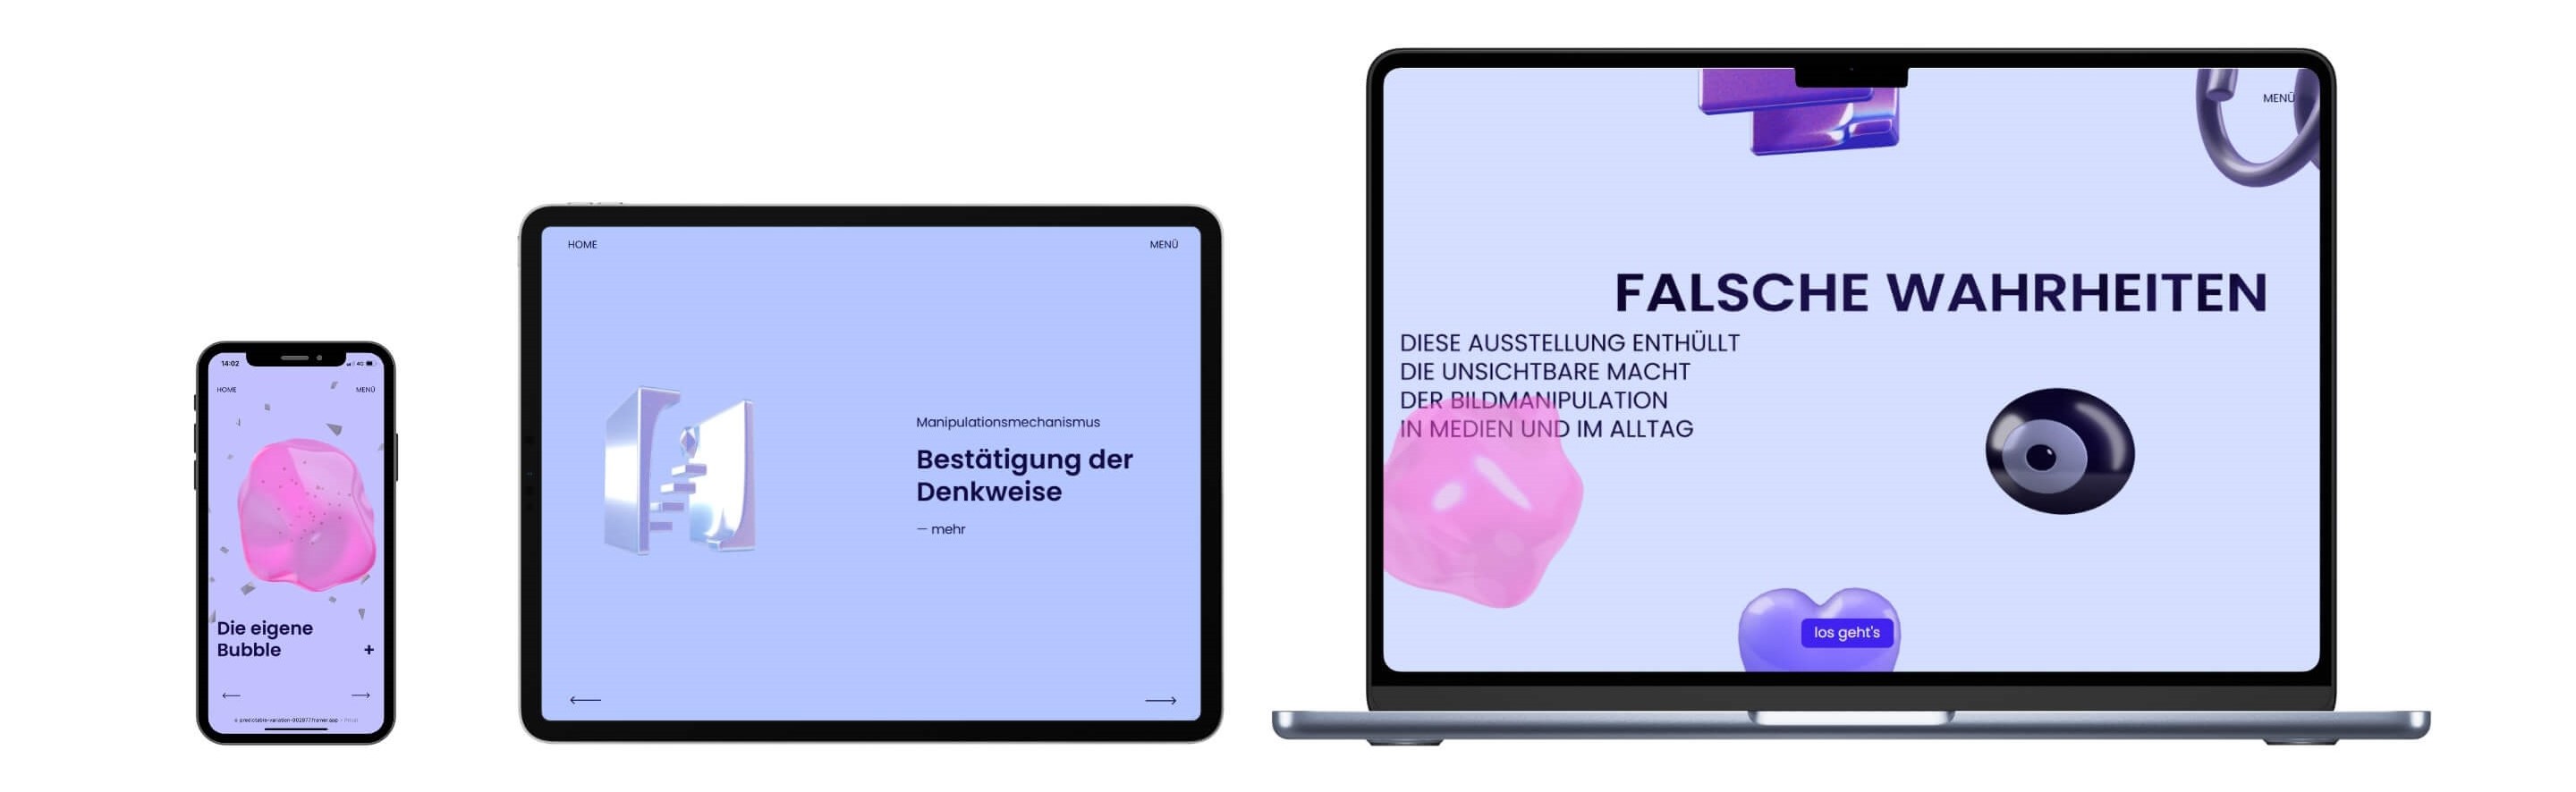 14:02
4G
HOME
MENÜ
Die eigene
Bubble
+
HOME
MENÜ
Manipulationsmechanismus
Bestätigung der
Denkweise
— mehr
MENÜ
FALSCHE WAHRHEITEN
DIESE AUSSTELLUNG ENTHÜLLT
DIE UNSICHTBARE MACHT
DER BILDMANIPULATION
IN MEDIEN UND IM ALLTAG
los geht's